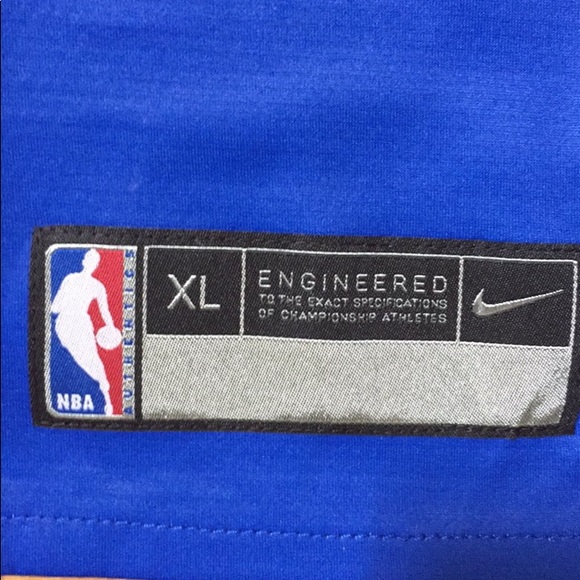 NBA
AUTHENTICS
XL
ENGINEERED
TO THE EXACT SPECIFICATIONS
OF CHAMPIONSHIP ATHLETES